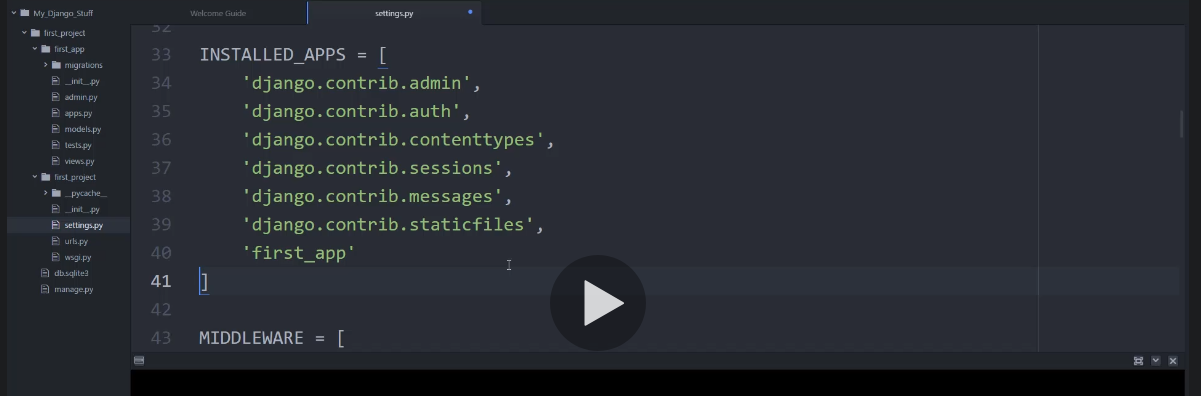 My_Django_Stuff
first_project
first_app
migrations
__init__.py
admin.py
apps.py
models.py
tests.py
views.py
first_project
__pycache__
__init__.py
settings.py
urls.py
wsgi.py
db.sqlite3
manage.py
Welcome Guide
settings.py
32
33 INSTALLED_APPS = [
34 'django.contrib.admin',
35 'django.contrib.auth',
36 'django.contrib.contenttypes',
37 'django.contrib.sessions',
38 'django.contrib.messages',
39 'django.contrib.staticfiles',
40 'first_app'
41 ]
42
43 MIDDLEWARE = [